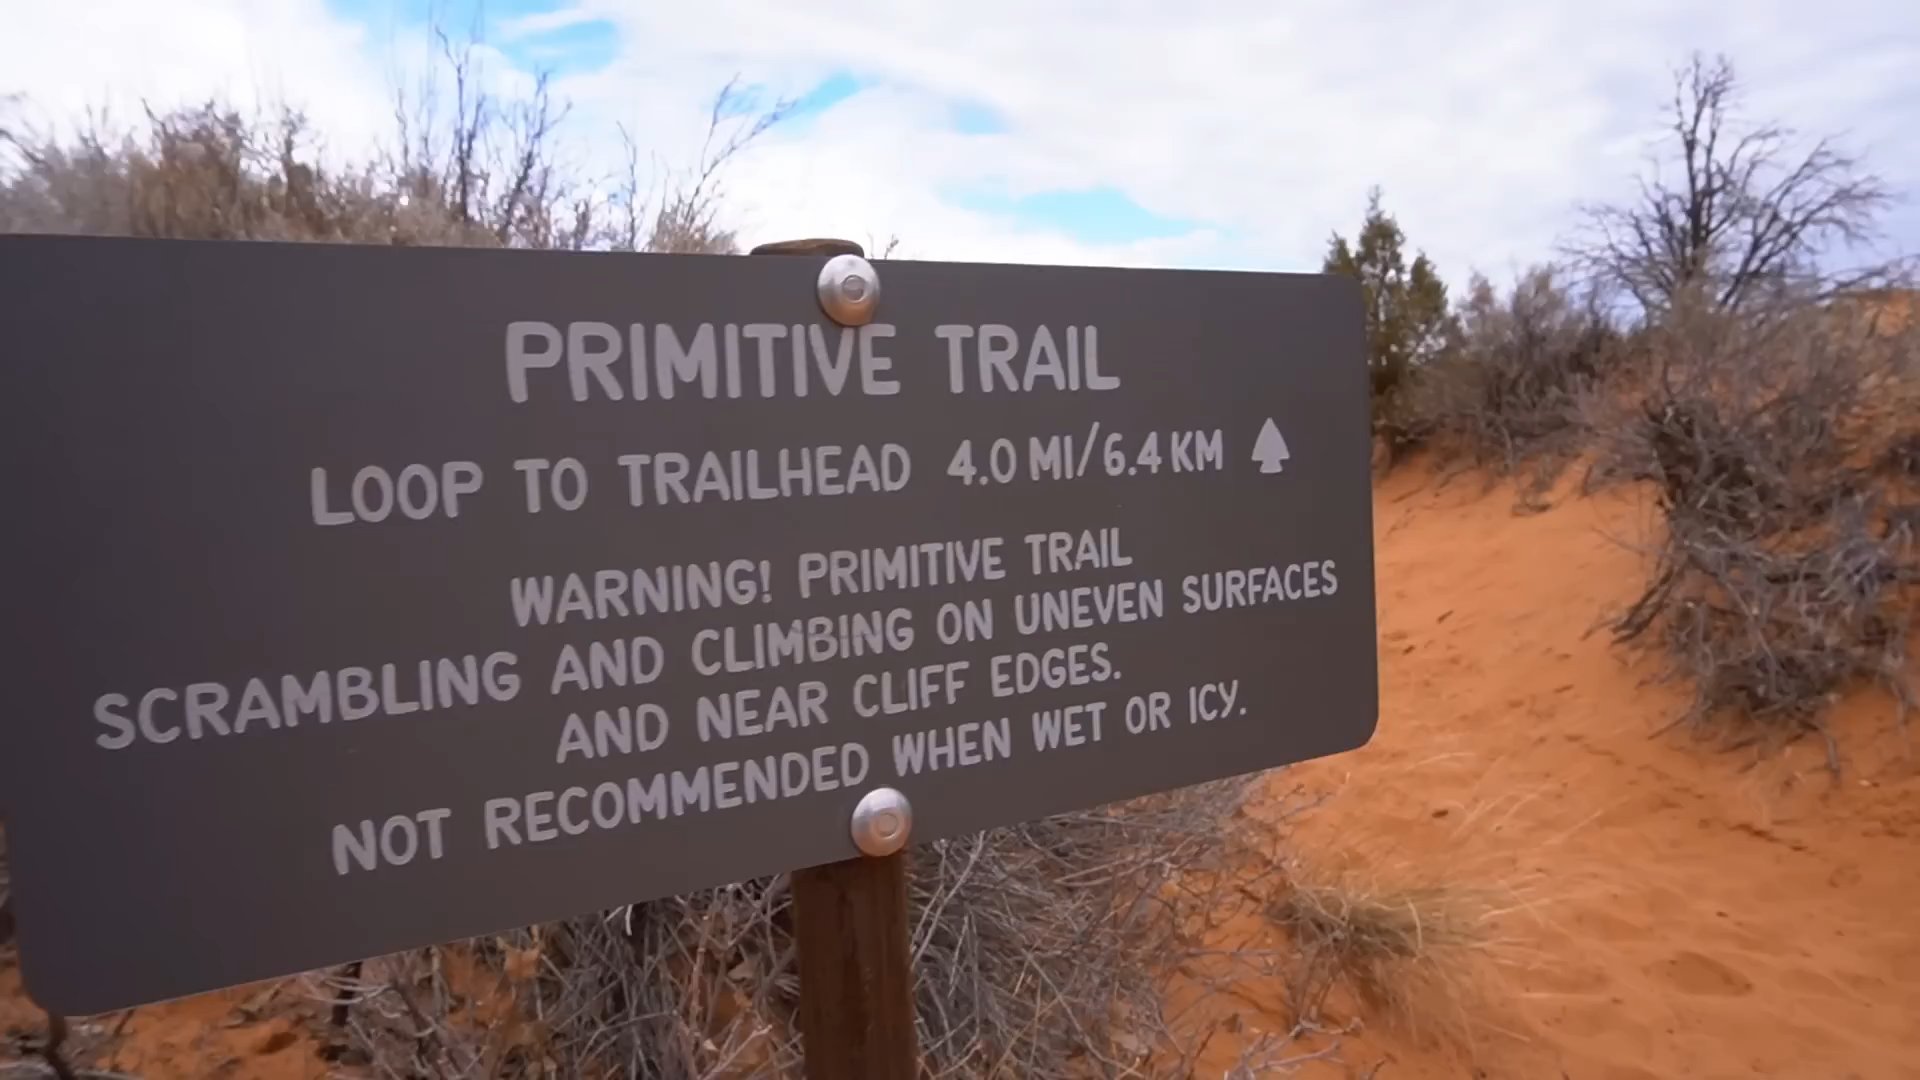 PRIMITIVE TRAIL
LOOP TO TRAILHEAD 4.0 MI/6.4 KM
WARNING! PRIMITIVE TRAIL
SCRAMBLING AND CLIMBING ON UNEVEN SURFACES
AND NEAR CLIFF EDGES.
NOT RECOMMENDED WHEN WET OR ICY.